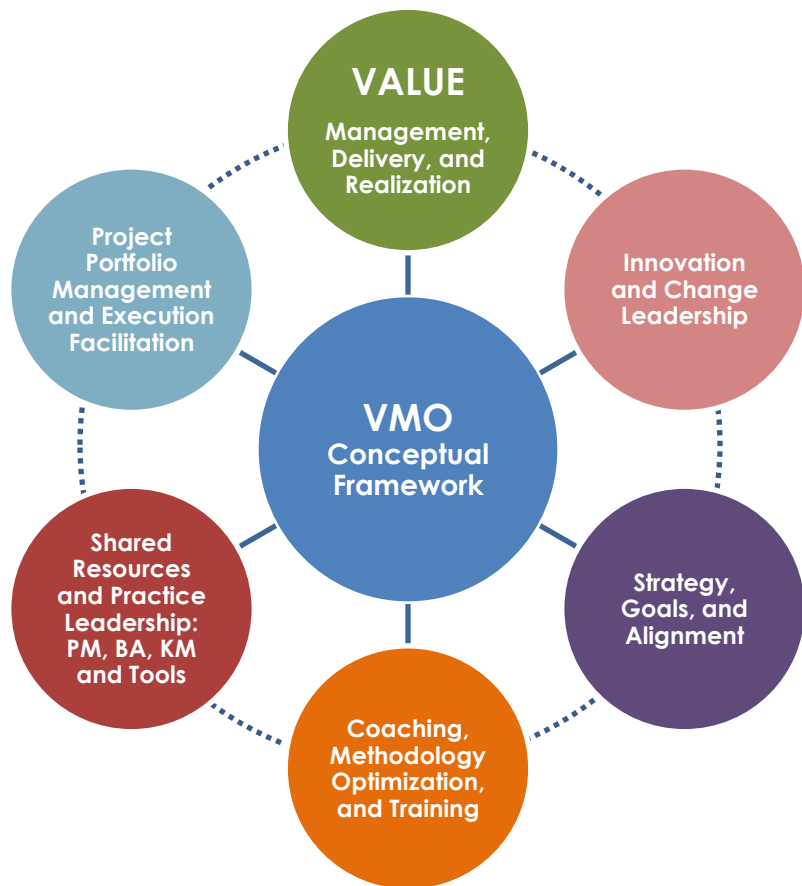 VALUE
Management,
Delivery, and
Realization
Project
Portfolio
Management
and Execution
Facilitation
Innovation
and Change
Leadership
VMO
Conceptual
Framework
Shared
Resources
and Practice
Leadership:
PM, BA, KM
and Tools
Strategy,
Goals, and
Alignment
Coaching,
Methodology
Optimization,
and Training